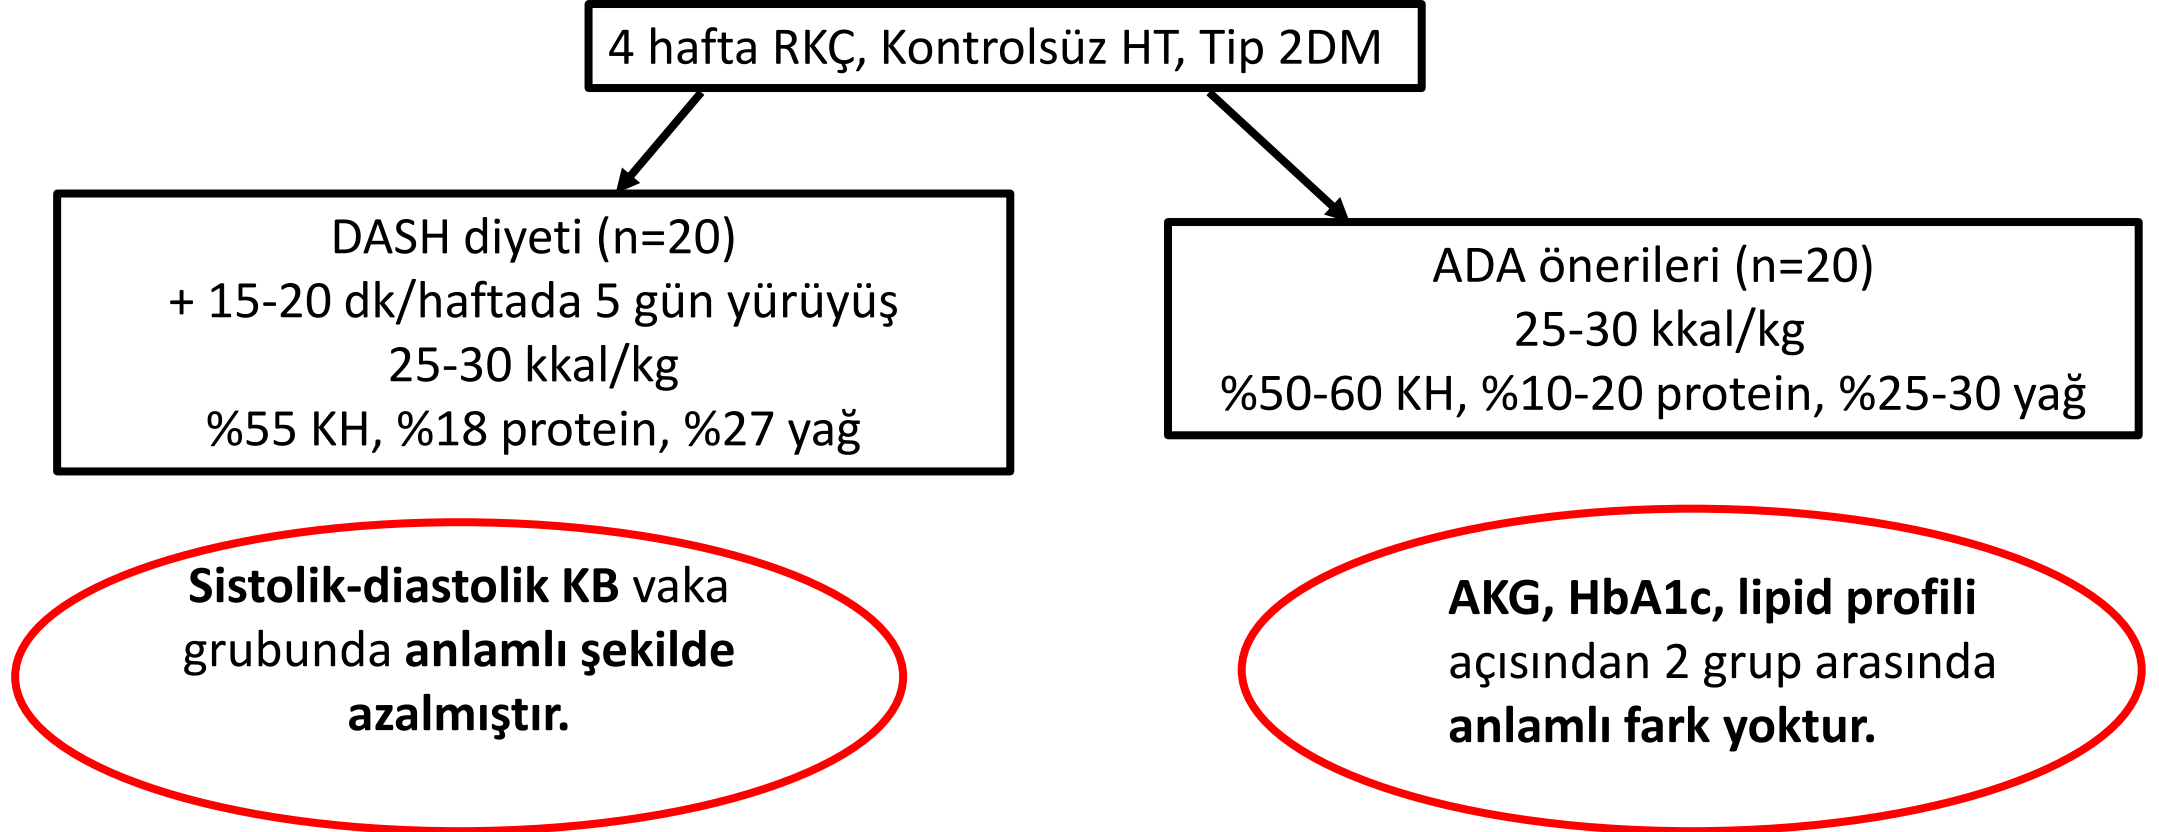 4 hafta RKÇ, Kontrolsüz HT, Tip 2DM
DASH diyeti (n=20)
+ 15-20 dk/haftada 5 gün yürüyüş
25-30 kkal/kg
%55 KH, %18 protein, %27 yağ
ADA önerileri (n=20)
25-30 kkal/kg
%50-60 KH, %10-20 protein, %25-30 yağ
Sistolik-diastolik KB vaka
grubunda anlamlı şekilde
azalmıştır.
AKG, HbA1c, lipid profili
açısından 2 grup arasında
anlamlı fark yoktur.